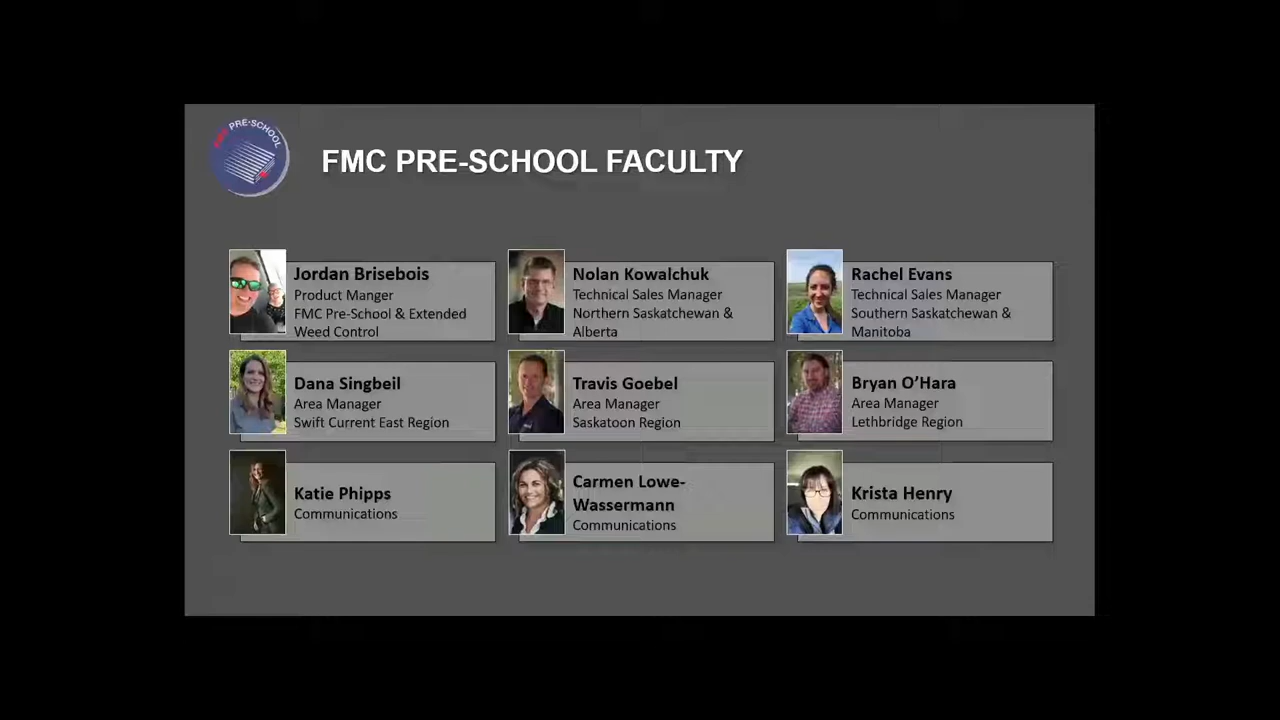 FMC PRE-SCHOOL
FMC PRE-SCHOOL FACULTY
Jordan Brisebois
Product Manger
FMC Pre-School & Extended
Weed Control
Nolan Kowalchuk
Technical Sales Manager
Northern Saskatchewan &
Alberta
Rachel Evans
Technical Sales Manager
Southern Saskatchewan &
Manitoba
Dana Singbeil
Area Manager
Swift Current East Region
Travis Goebel
Area Manager
Saskatoon Region
Bryan O’Hara
Area Manager
Lethbridge Region
Katie Phipps
Communications
Carmen Lowe-
Wassermann
Communications
Krista Henry
Communications